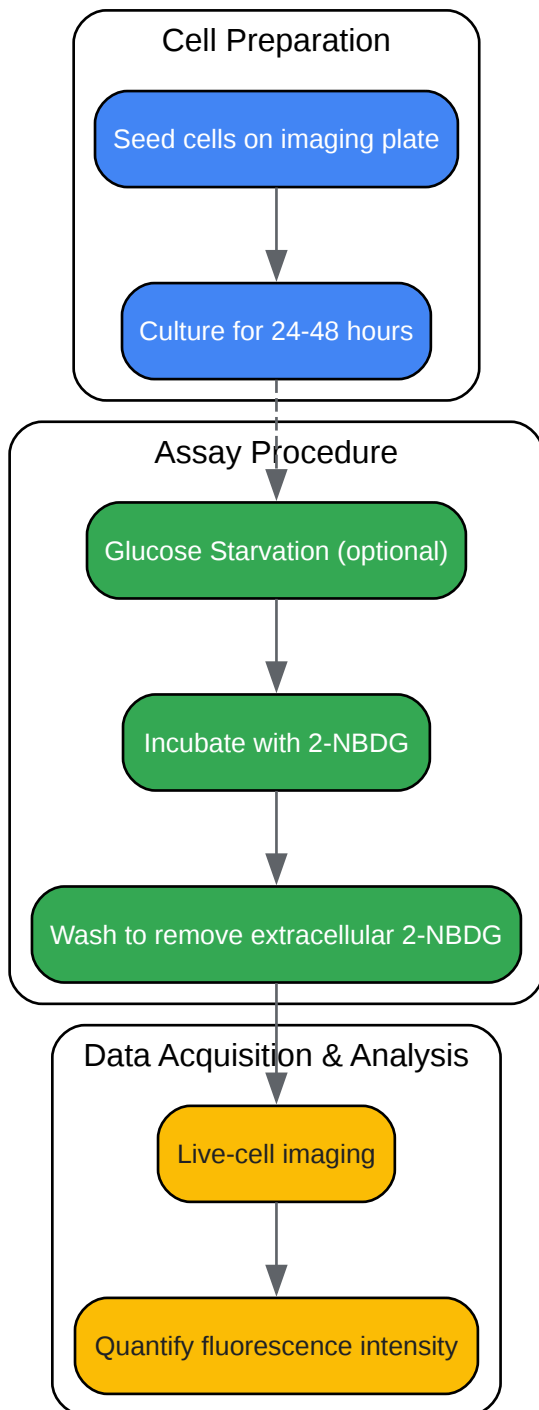 Cell Preparation
Seed cells on imaging plate
Culture for 24-48 hours
Assay Procedure
Glucose Starvation (optional)
Incubate with 2-NBDG
Wash to remove extracellular 2-NBDG
Data Acquisition & Analysis
Live-cell imaging
Quantify fluorescence intensity